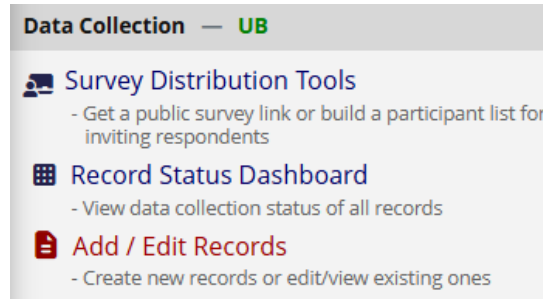 Data Collection — UB
Survey Distribution Tools
- Get a public survey link or build a participant list for
inviting respondents
Record Status Dashboard
- View data collection status of all records
Add / Edit Records
- Create new records or edit/view existing ones